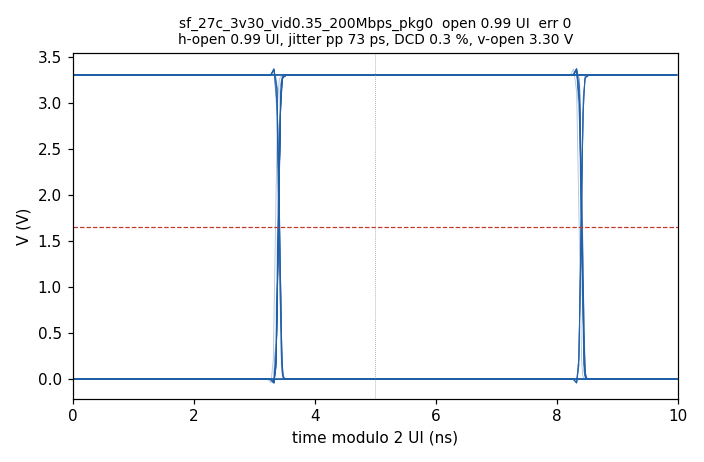 sf_27c_3v30_vid0.35_200Mbps_pkg0  open 0.99 UI  err 0
h-open 0.99 UI, jitter pp 73 ps, DCD 0.3 %, v-open 3.30 V
3.5
3.0
2.5
2.0
1.5
1.0
0.5
0.0
V (V)
0 2 4 6 8 10
time modulo 2 UI (ns)